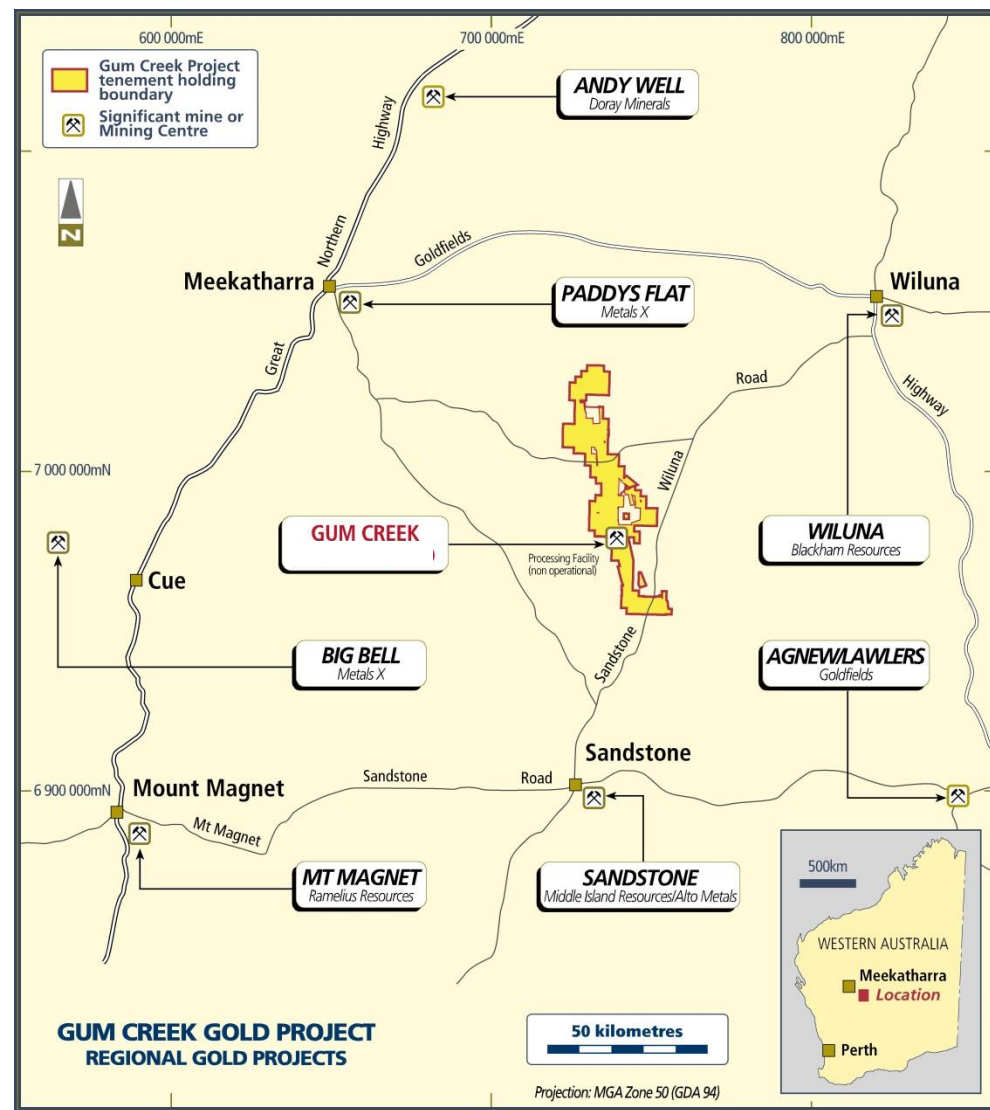 600 000mE
700 000mE
800 000mE
Gum Creek Project
tenement holding
boundary
Significant mine or
Mining Centre
N
ANDY WELL
Doray Minerals
Highway
Northern
Goldfields
Meekatharra
Wiluna
PADDYS FLAT
Metals X
Great
Road
Highway
7 000 000mN
Wiluna
GUM CREEK
Processing Facility
(non operational)
WILUNA
Blackham Resources
Cue
BIG BELL
Metals X
Sandstone
AGNEW/LAWLERS
Goldfields
Sandstone
6 900 000mN
Mount Magnet
Sandstone
Road
Mt Magnet
MT MAGNET
Ramelius Resources
SANDSTONE
Middle Island Resources/Alto Metals
500km
WESTERN AUSTRALIA
Meekatharra
Location
Perth
GUM CREEK GOLD PROJECT
REGIONAL GOLD PROJECTS
50 kilometres
Projection: MGA Zone 50 (GDA 94)